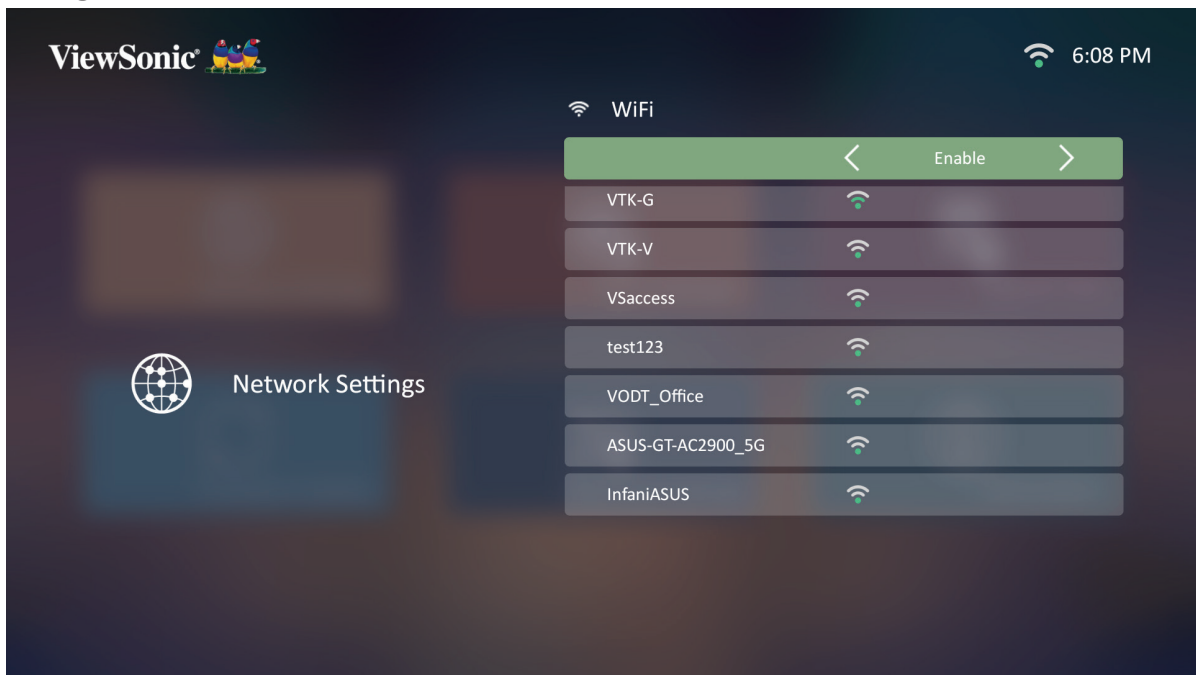 ViewSonic®
6:08 PM
WiFi
Enable
VTK-G
VTK-V
VSaccess
test123
Network Settings
VODT_Office
ASUS-GT-AC2900_5G
InfaniASUS